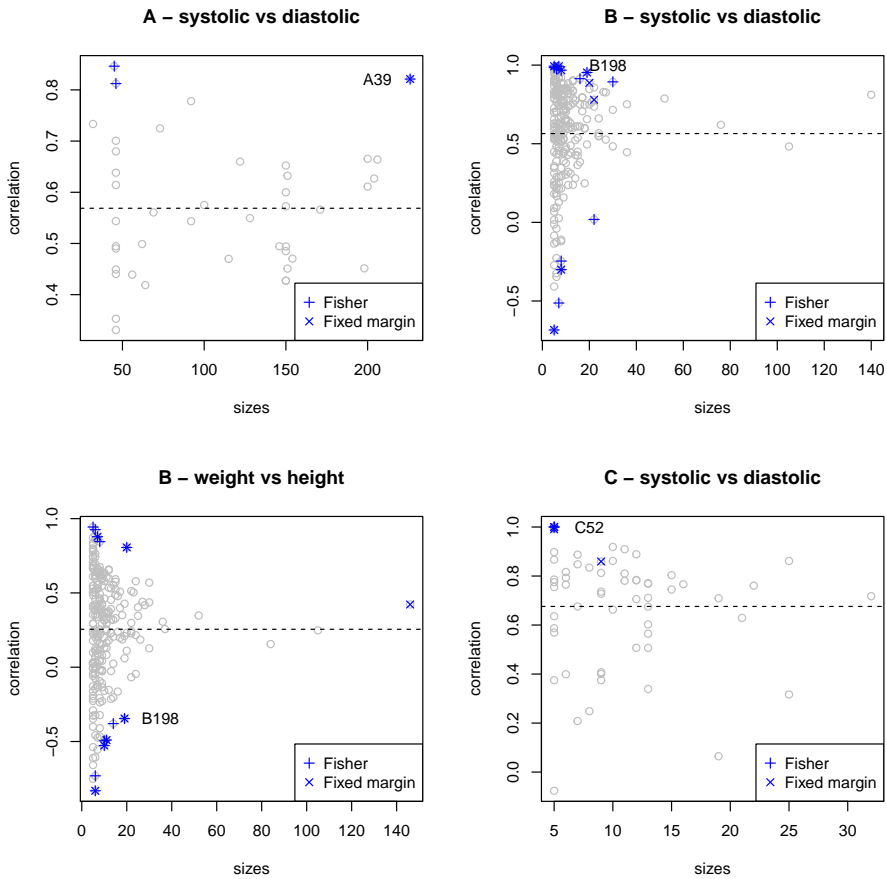 A – systolic vs diastolic
correlation
0.8
0.7
0.6
0.5
0.4
A39
Fisher
Fixed margin
50
100
150
200
sizes
B – systolic vs diastolic
correlation
1.0
0.5
0.0
−0.5
B198
Fisher
Fixed margin
0
20
40
60
80
100
120
140
sizes
B – weight vs height
correlation
1.0
0.5
0.0
−0.5
B198
Fisher
Fixed margin
0
20
40
60
80
100
120
140
sizes
C – systolic vs diastolic
correlation
1.0
0.8
0.6
0.4
0.2
0.0
C52
Fisher
Fixed margin
5
10
15
20
25
30
sizes